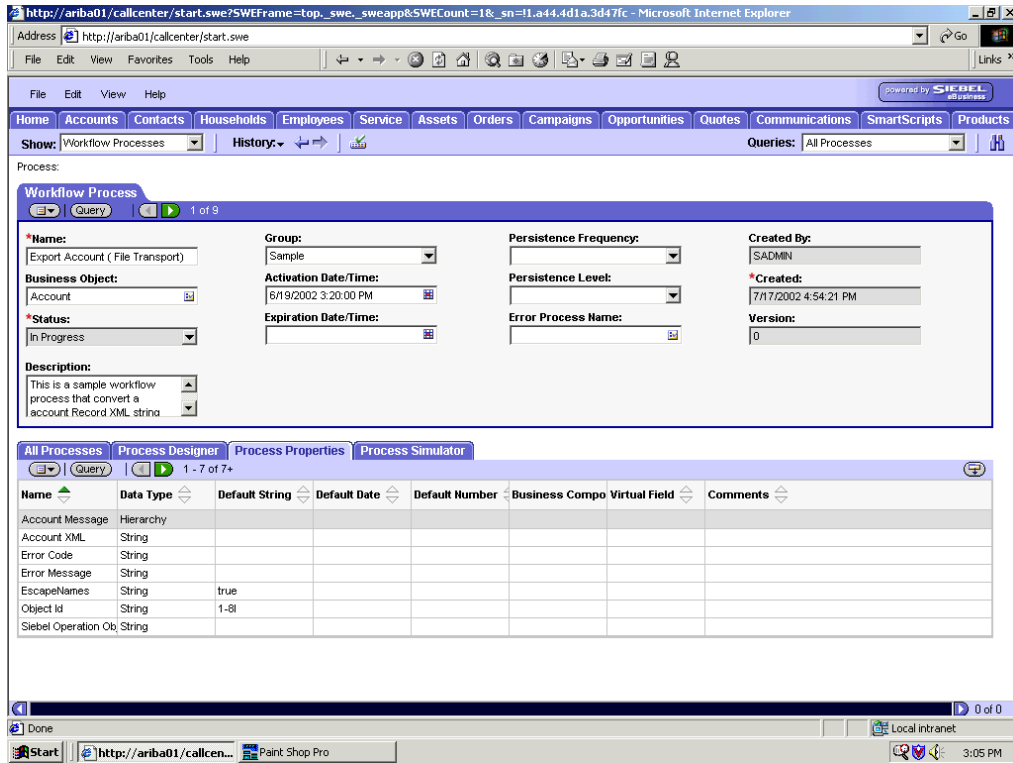 http://ariba01/callcenter/start.swe?SWEFrame=top._swe._sweapp&SWECount=1&_sn=!1.a44.4d1a.3d47fc - Microsoft Internet Explorer
Address http://ariba01/callcenter/start.swe Go
File Edit View Favorites Tools Help Links »
File Edit View Help powered by SIEBEL eBusiness
Home Accounts Contacts Households Employees Service Assets Orders Campaigns Opportunities Quotes Communications SmartScripts Products
Show: Workflow Processes History: Queries: All Processes
Process:
Workflow Process
Query 1 of 9
*Name: Group: Persistence Frequency: Created By:
Export Account ( File Transport) Sample SADMIN
Business Object: Activation Date/Time: Persistence Level: *Created:
Account 6/19/2002 3:20:00 PM 7/17/2002 4:54:21 PM
*Status: Expiration Date/Time: Error Process Name: Version:
In Progress 0
Description:
This is a sample workflow
process that convert a
account Record XML string
All Processes Process Designer Process Properties Process Simulator
Query 1 - 7 of 7+
Name Data Type Default String Default Date Default Number Business Compo Virtual Field Comments
Account Message Hierarchy
Account XML String
Error Code String
Error Message String
EscapeNames String true
Object Id String 1-8I
Siebel Operation Ob String
0 of 0
Done Local intranet
Start http://ariba01/callcen... Paint Shop Pro 3:05 PM